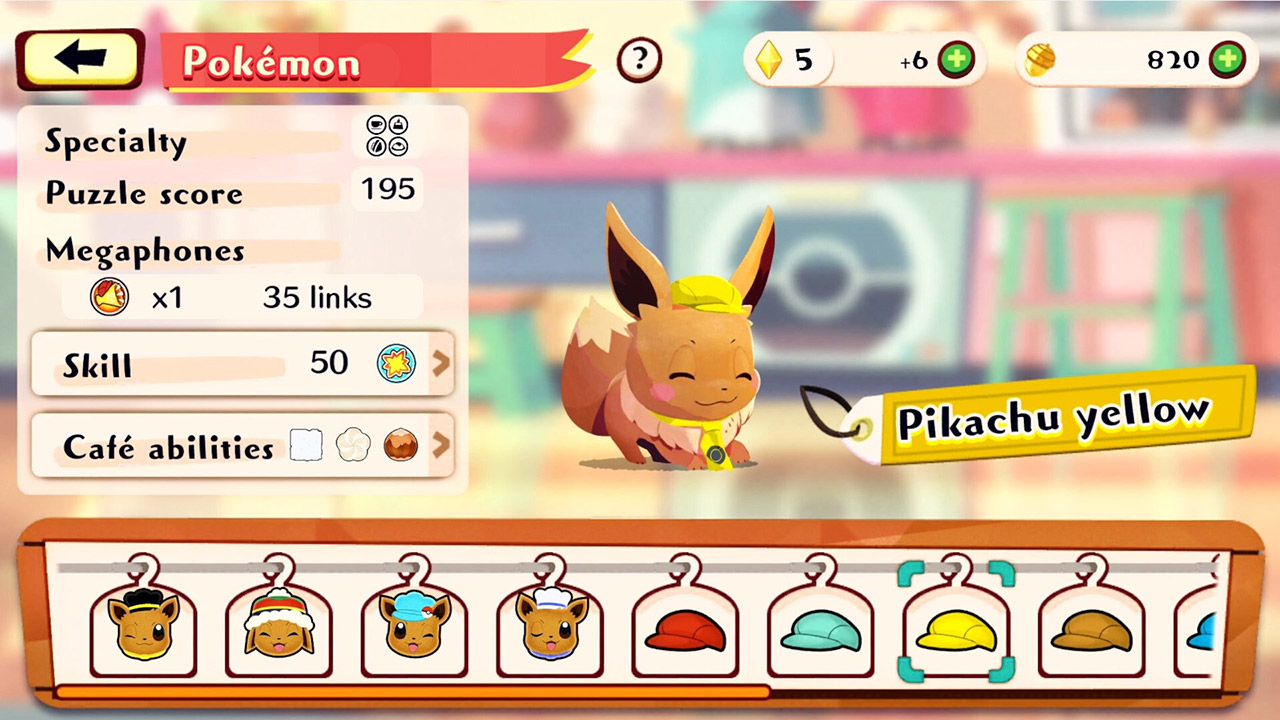 Pokémon
?
5
+6
820
Specialty
Puzzle score 195
Megaphones
x1 35 links
Skill 50
Café abilities
Pikachu yellow